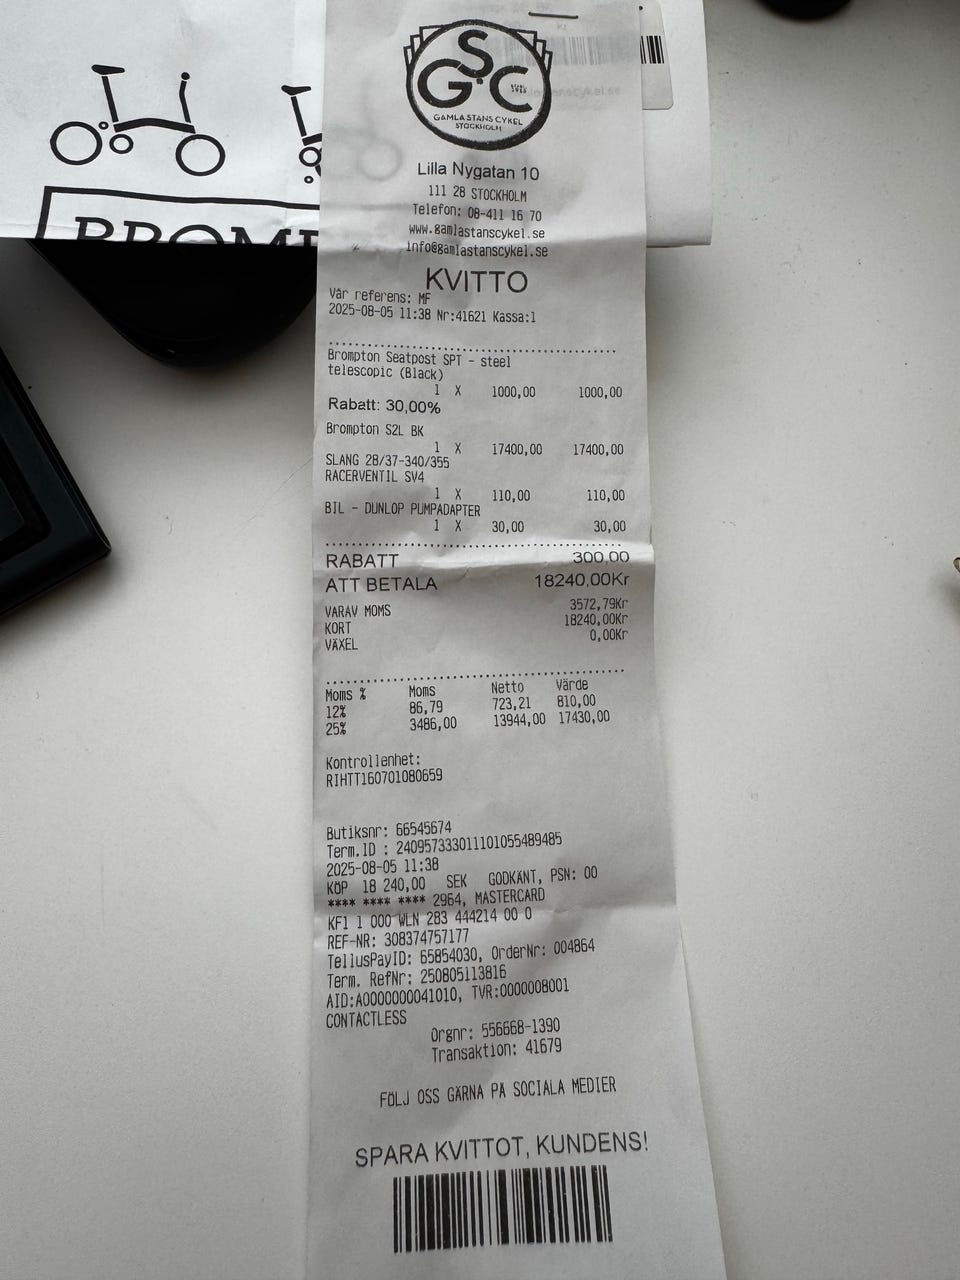 GSC
GAMLA STANS CYKEL
STOCKHOLM
BROMP
Lilla Nygatan 10
111 28 STOCKHOLM
Telefon: 08-411 16 70
www.gamlastanscykel.se
info@gamlastanscykel.se
KVITTO
Vår referens: MF
2025-08-05 11:38 Nr:41621 Kassa:1
Brompton Seatpost SPT - steel
telescopic (Black)
1 X 1000,00 1000,00
Rabatt: 30,00%
Brompton S2L BK
1 X 17400,00 17400,00
SLANG 28/37-340/355
RACERVENTIL SV4
1 X 110,00 110,00
BIL - DUNLOP PUMPADAPTER
1 X 30,00 30,00
RABATT 300,00
ATT BETALA 18240,00Kr
VARAV MOMS 3572,79Kr
KORT 18240,00Kr
VÄXEL 0,00Kr
Moms % Moms Netto Värde
12% 86,79 723,21 810,00
25% 3486,00 13944,00 17430,00
Kontrollenhet:
RIHTT160701080659
Butiksnr: 66545674
Term.ID : 240957333011101055489485
2025-08-05 11:38
KÖP 18 240,00 SEK GODKÄNT, PSN: 00
**** **** **** 2964, MASTERCARD
KF1 1 000 WLN 283 444214 00 0
REF-NR: 308374757177
TellusPayID: 65854030, OrderNr: 004864
Term. RefNr: 250805113816
AID:A0000000041010, TVR:0000008001
CONTACTLESS
Orgnr: 556668-1390
Transaktion: 41679
FÖLJ OSS GÄRNA PÅ SOCIALA MEDIER
SPARA KVITTOT, KUNDENS!